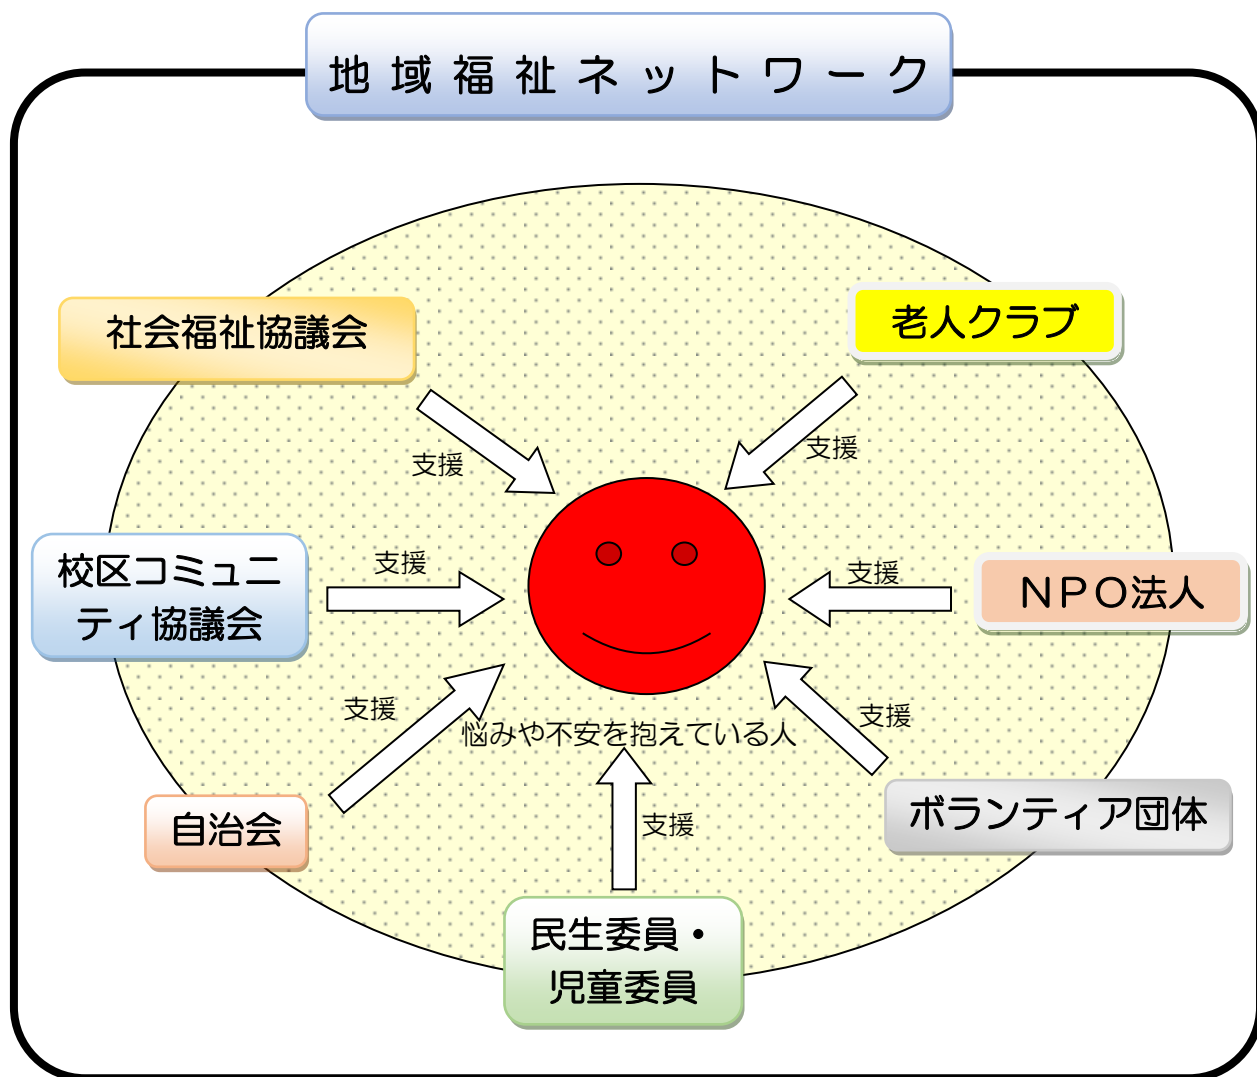 地域福祉ネットワーク
社会福祉協議会
老人クラブ
支援
支援
校区コミュニ
ティ協議会
支援
支援
NPO法人
支援
悩みや不安を抱えている人
支援
自治会
支援
ボランティア団体
民生委員・
児童委員